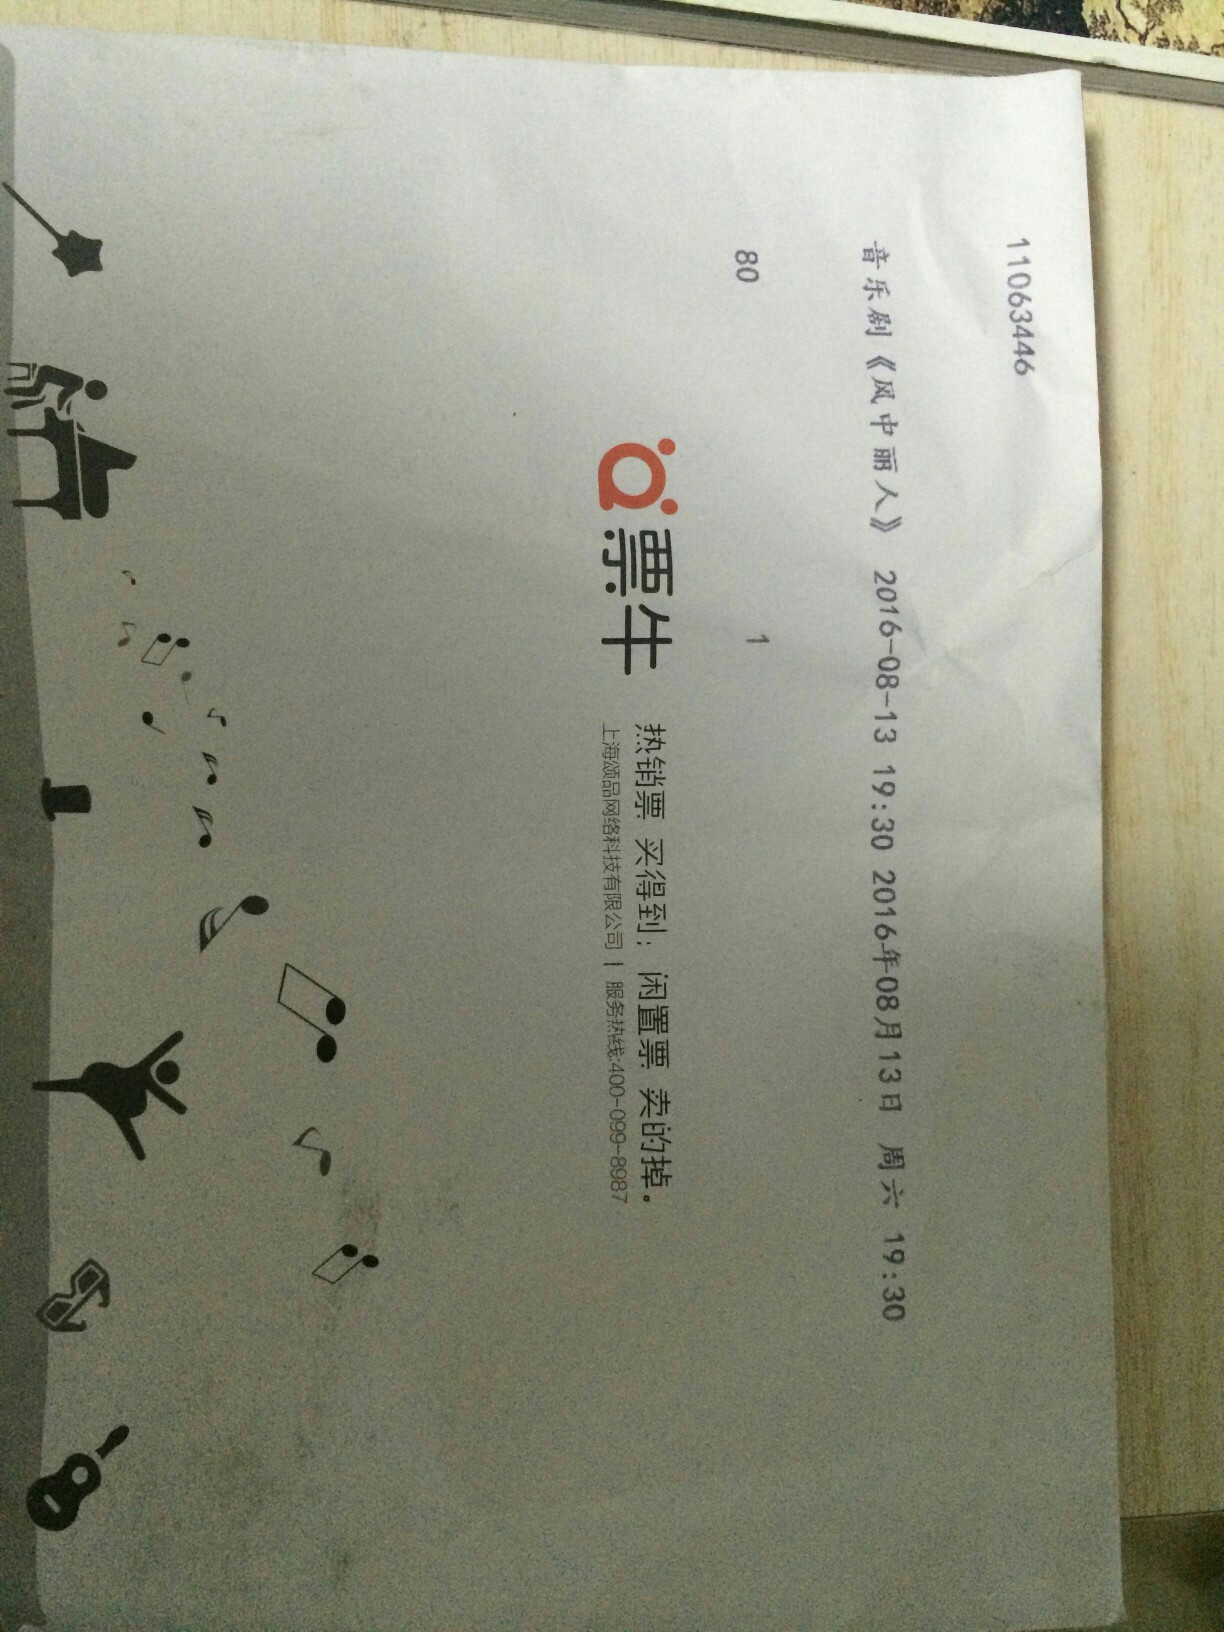 11063446
音乐剧《风中丽人》 2016-08-13 19:30 2016年08月13日 周六 19:30
80 1
票牛 热销票 买得到；闲置票 卖的掉。
上海颂品网络科技有限公司 | 服务热线:400-099-8987